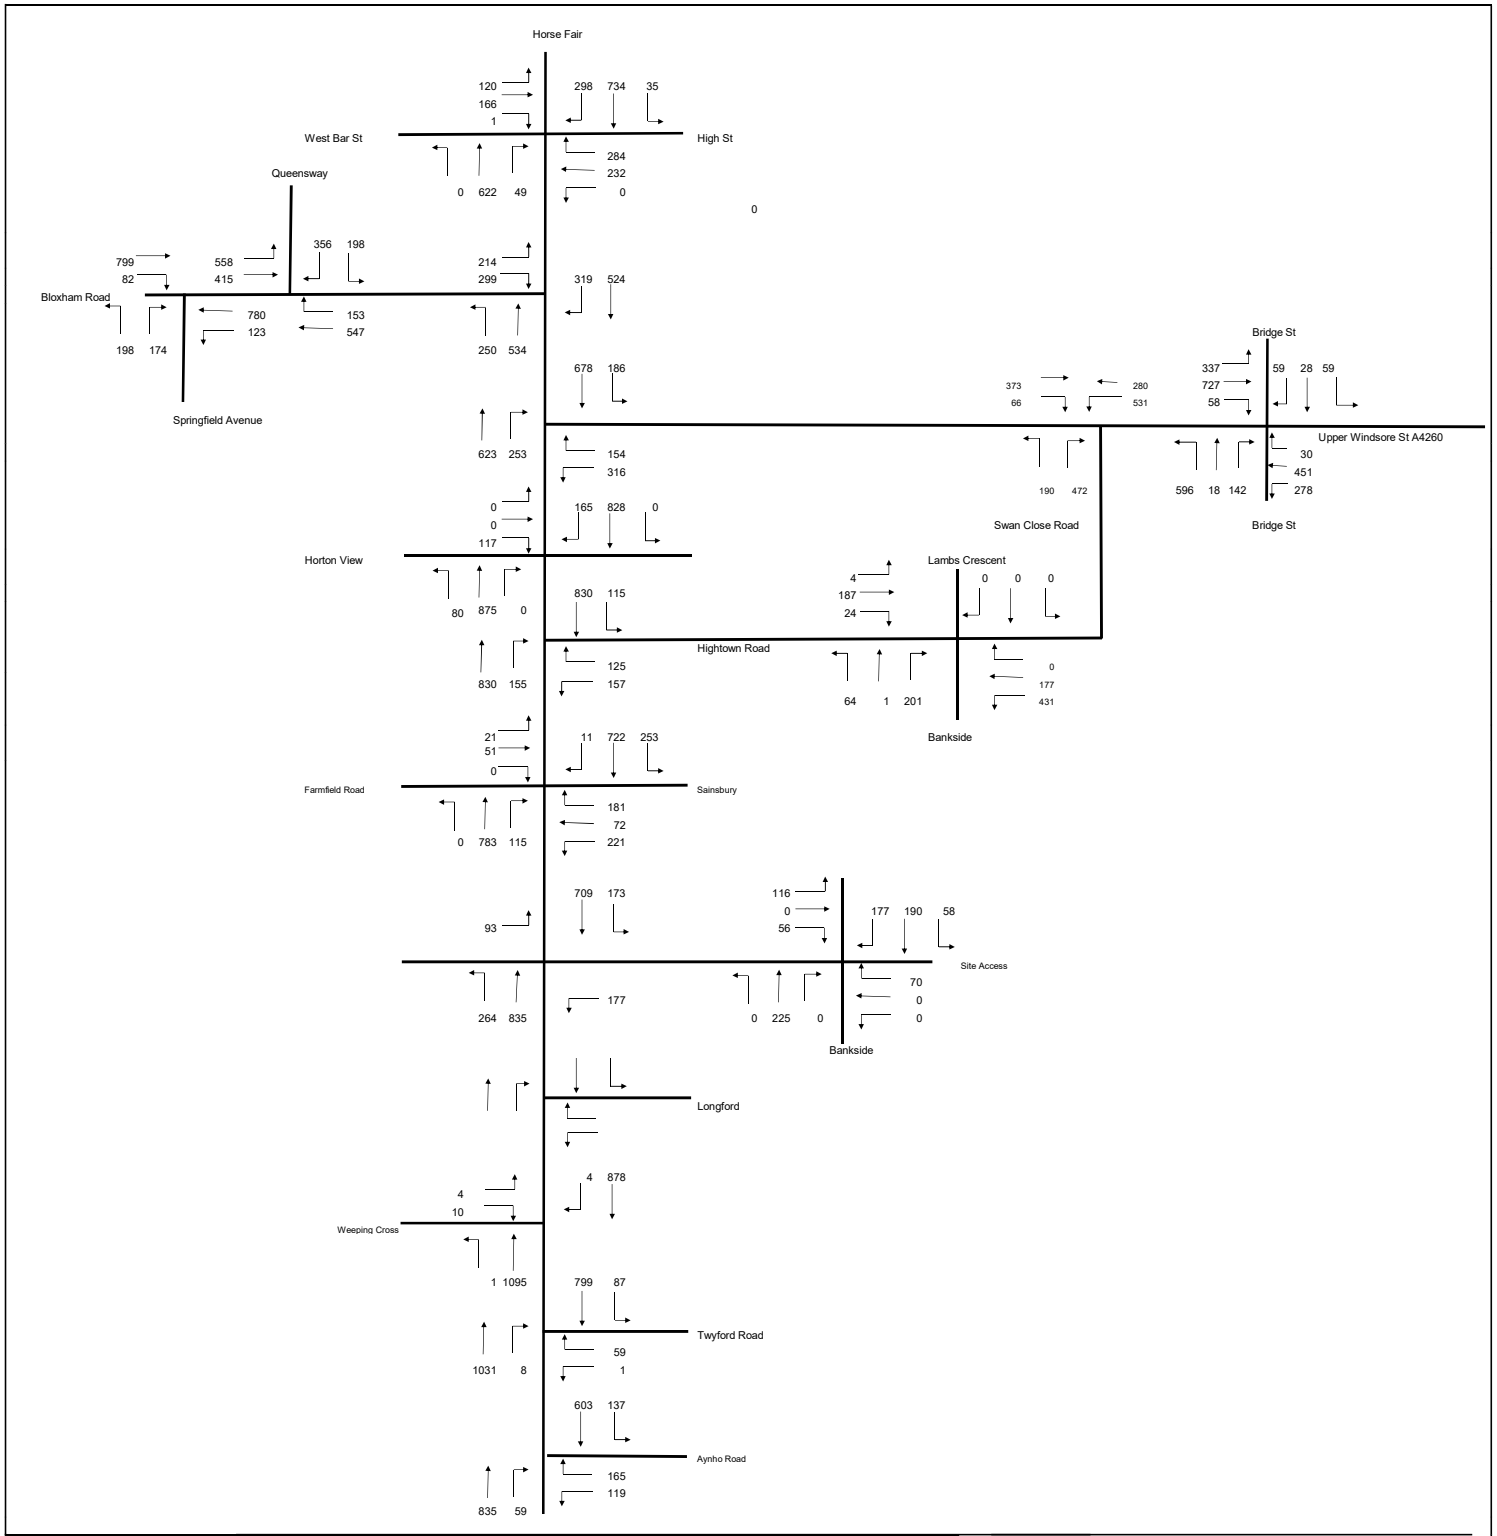 Horse Fair
120
298 734 35
166
1
West Bar St
High St
284
232
Queensway
0 622 49
0
0
356 198
799
558
214
82
415
299
319 524
Bloxham Road
780
153
123
547
198 174
250 534
Bridge St
678 186
337
59 28 59
373
280
727
66
531
58
Springfield Avenue
Upper Windsore St A4260
623 253
154
30
316
451
190 472
596 18 142
278
0
165 828 0
0
Swan Close Road
Bridge St
117
Horton View
Lambs Crescent
4
0 0 0
830 115
187
80 875 0
24
Hightown Road
125
0
830 155
157
177
64 1 201
431
21
11 722 253
Bankside
51
0
Farmfield Road
Sainsbury
181
72
0 783 115
221
709 173
116
0
177 190 58
93
56
Site Access
70
177
0
264 835
0 225 0
0
Bankside
Longford
4 878
4
10
Weeping Cross
1 1095
799 87
Twyford Road
59
1031 8
1
603 137
Aynho Road
165
119
835 59